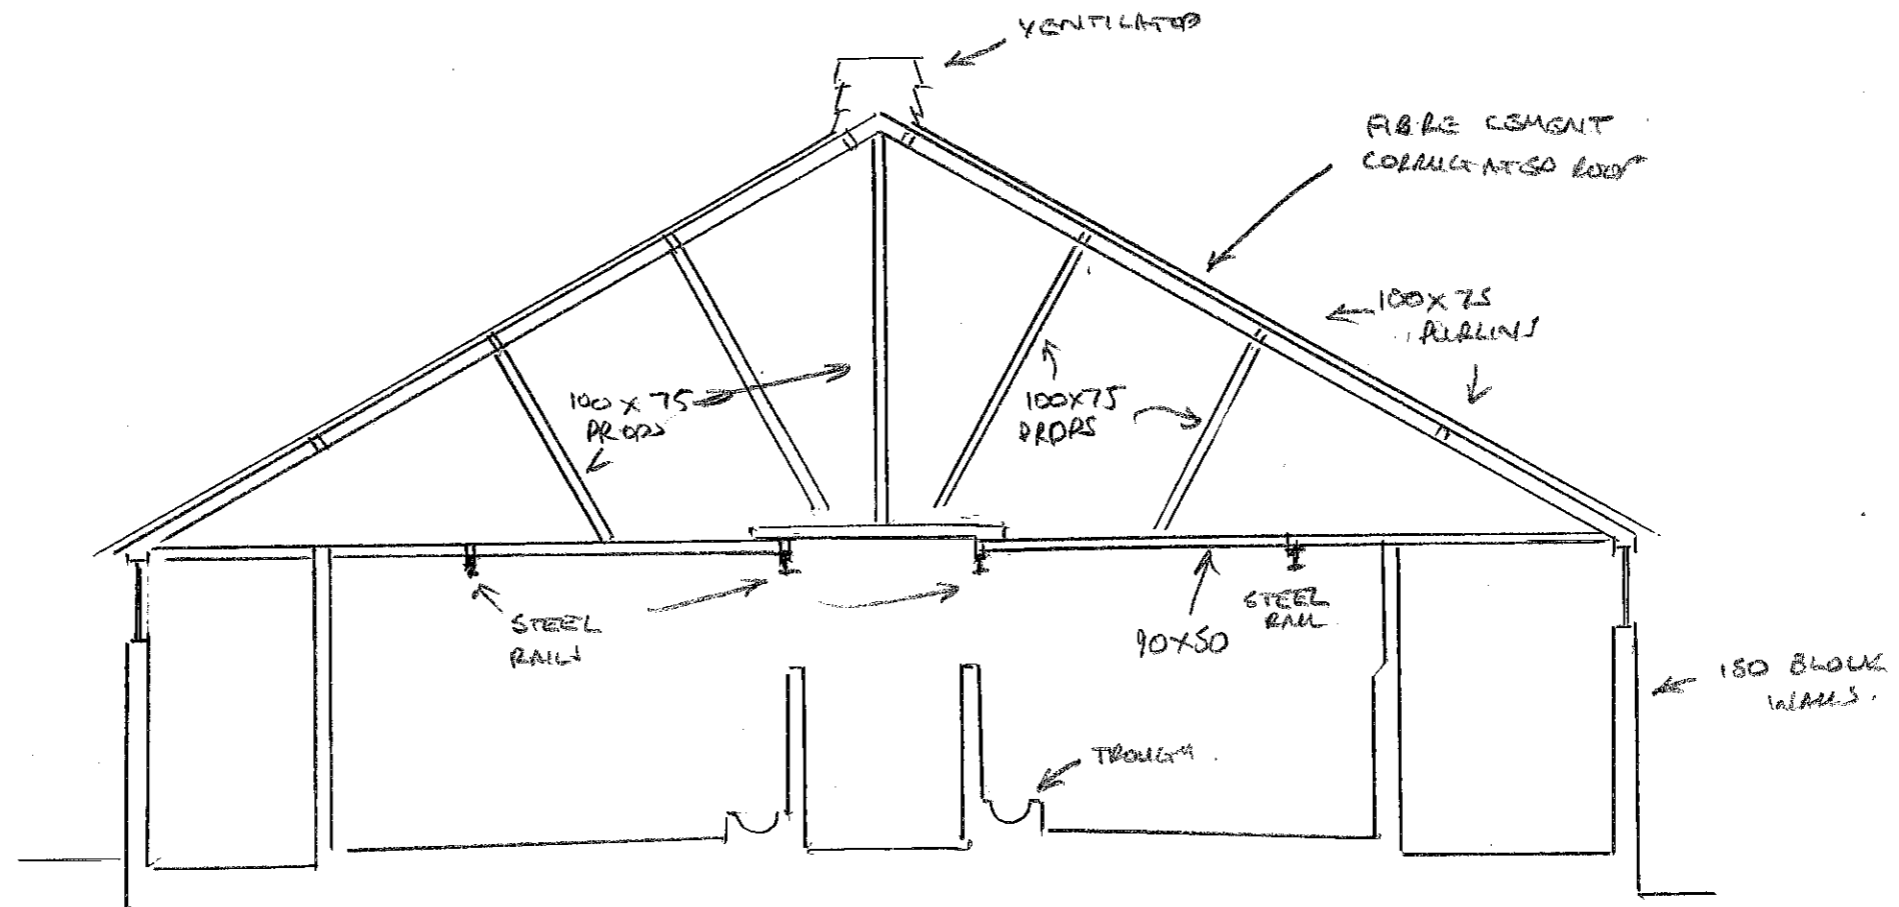 VENTILATOR
FIBRE CEMENT
CORRUGATED ROOF
100 X 75
PURLINS
100 X 75
PROPS
100X75
PROPS
STEEL
RAILS
STEEL
RAIL
90X50
150 BLOCK
WALLS.
TROUGH.